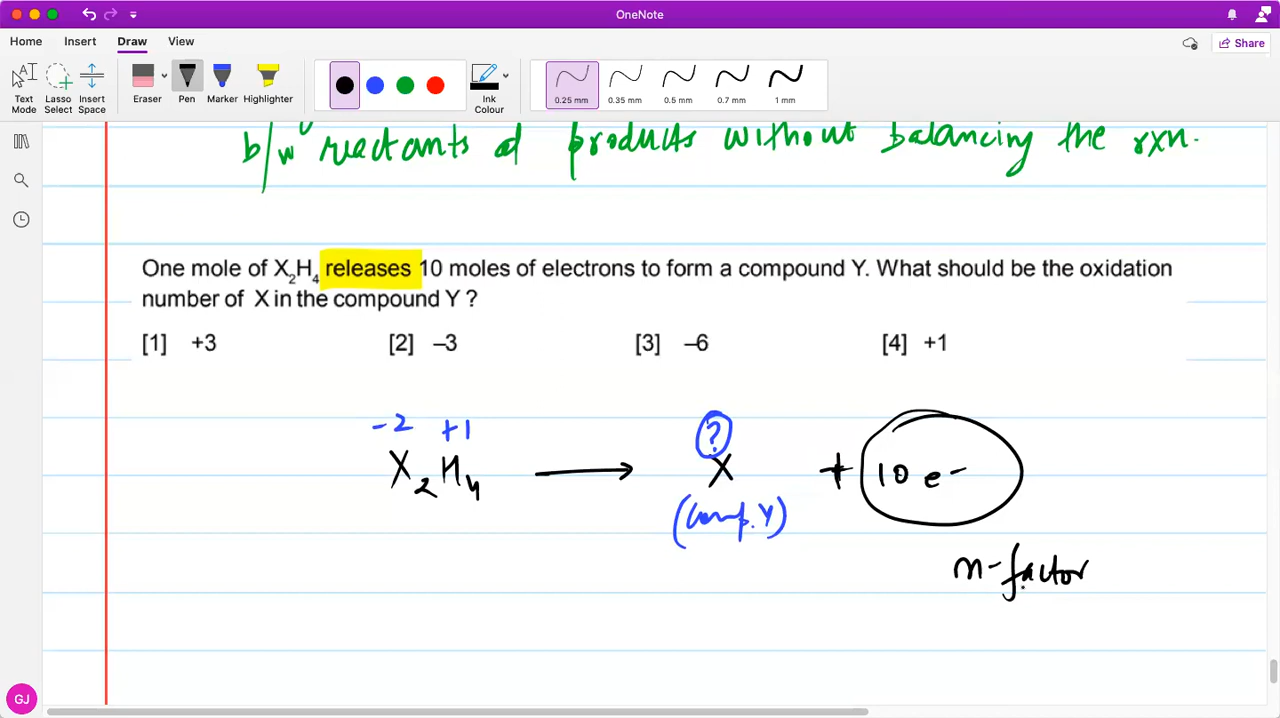 OneNote
Home Insert Draw View
Share
Text Mode
Lasso Select
Insert Space
Eraser
Pen
Marker
Highlighter
Ink Colour
0.25 mm
0.35 mm
0.5 mm
0.7 mm
1 mm
b/w reactants of products without balancing the rxn.
One mole of X₂H₄ releases 10 moles of electrons to form a compound Y. What should be the oxidation
number of X in the compound Y ?
[1] +3 [2] –3 [3] –6 [4] +1
-2 +1 ?
X₂H₄ ⟶ X + 10 e-
(Comp. Y)
n-factor
GJ